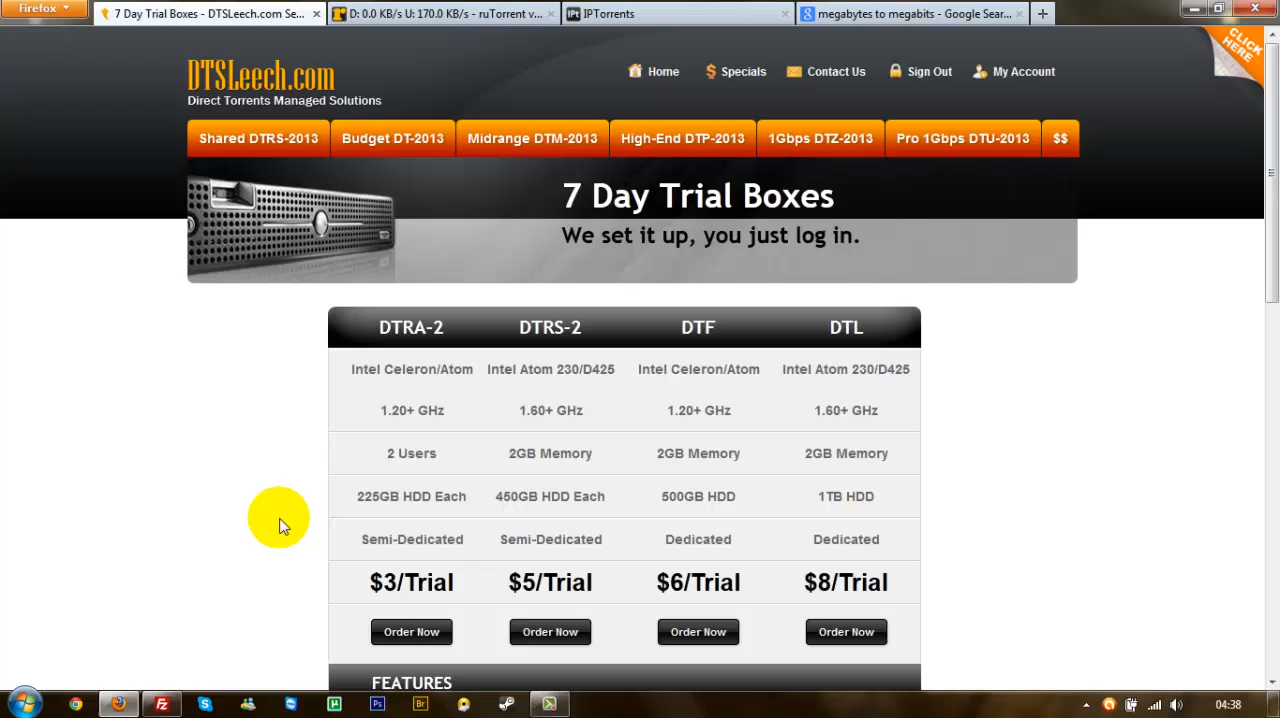 Firefox
7 Day Trial Boxes - DTSLeech.com Se...
D: 0.0 KB/s U: 170.0 KB/s - ruTorrent v...
IPT IPTorrents
megabytes to megabits - Google Sear...
CLICK HERE
DTSLeech.com
Direct Torrents Managed Solutions
Home
Specials
Contact Us
Sign Out
My Account
Shared DTRS-2013
Budget DT-2013
Midrange DTM-2013
High-End DTP-2013
1Gbps DTZ-2013
Pro 1Gbps DTU-2013
$$
7 Day Trial Boxes
We set it up, you just log in.
DTRA-2 DTRS-2 DTF DTL
Intel Celeron/Atom Intel Atom 230/D425 Intel Celeron/Atom Intel Atom 230/D425
1.20+ GHz 1.60+ GHz 1.20+ GHz 1.60+ GHz
2 Users 2GB Memory 2GB Memory 2GB Memory
225GB HDD Each 450GB HDD Each 500GB HDD 1TB HDD
Semi-Dedicated Semi-Dedicated Dedicated Dedicated
$3/Trial $5/Trial $6/Trial $8/Trial
Order Now Order Now Order Now Order Now
FEATURES
Fz
Ps
Br
04:38